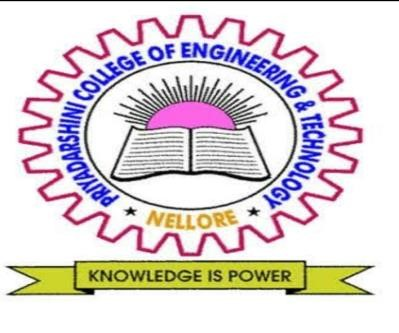 PRIYADARSHINI COLLEGE OF ENGINEERING & TECHNOLOGY
NELLORE
KNOWLEDGE IS POWER